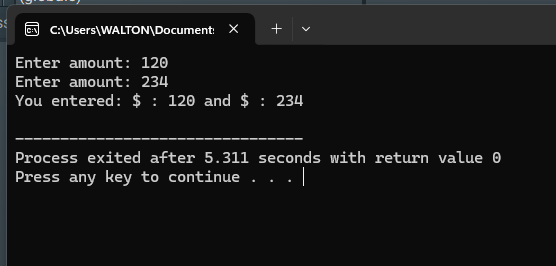 C:\Users\WALTON\Document:
Enter amount: 120
Enter amount: 234
You entered: $ : 120 and $ : 234
--------------------------------
Process exited after 5.311 seconds with return value 0
Press any key to continue . . .